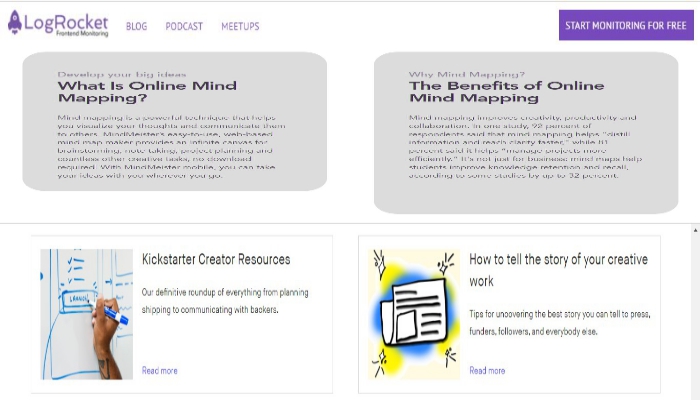 LogRocket
Frontend Monitoring
BLOG
PODCAST
MEETUPS
START MONITORING FOR FREE
Develop your big ideas
What Is Online Mind
Mapping?
Mind mapping is a powerful technique that helps
you visualize your thoughts and communicate them
to others. MindMeister's easy-to-use, web-based
mind map maker provides an infinite canvas for
brainstorming, note taking, project planning and
countless other creative tasks, no download
required. With MindMeister mobile, you can take
your ideas with you wherever you go.
Why Mind Mapping?
The Benefits of Online
Mind Mapping
Mind mapping improves creativity, productivity and
collaboration. In one study, 92 percent of
respondents said that mind mapping helps "distill
information and reach clarity faster," while 81
percent said it helps "manage projects more
efficiently." It's not just for business: mind maps help
students improve knowledge retention and recall,
according to some studies by up to 32 percent.
Kickstarter Creator Resources
Our definitive roundup of everything from planning
shipping to communicating with backers.
Read more
How to tell the story of your creative
work
Tips for uncovering the best story you can tell to press,
funders, followers, and everybody else.
Read more